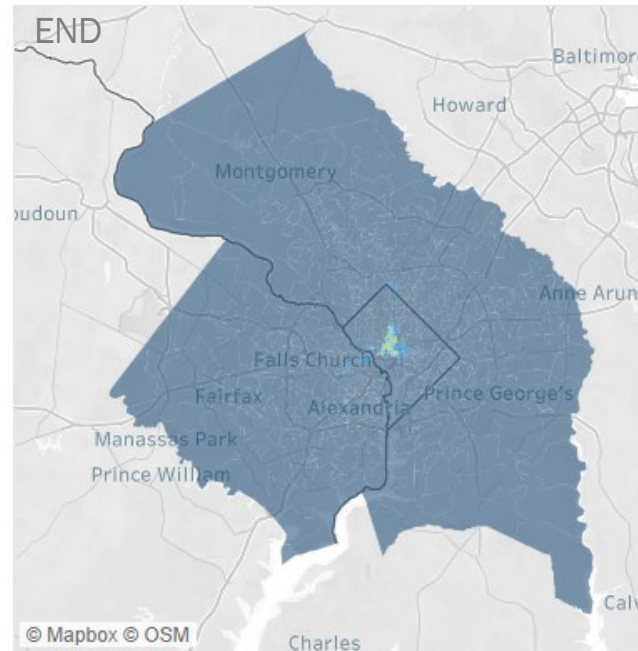 END
Baltimore
Howard
Montgomery
oudoun
Anne Arun
Falls Church
Fairfax
Prince George's
Alexandria
Manassas Park
Prince William
Calv
© Mapbox © OSM
Charles